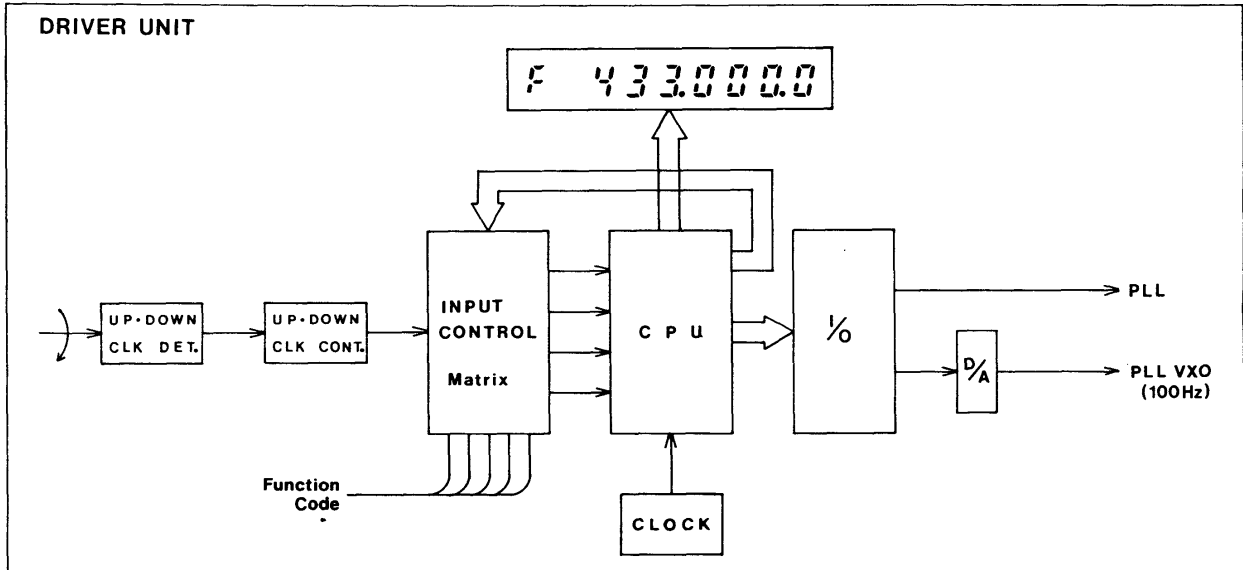 DRIVER UNIT
F 433.000.0
UP•DOWN
CLK DET.
UP•DOWN
CLK CONT.
INPUT
CONTROL
Matrix
CPU
I/O
PLL
D/A
PLL VXO
(100Hz)
Function
Code
CLOCK